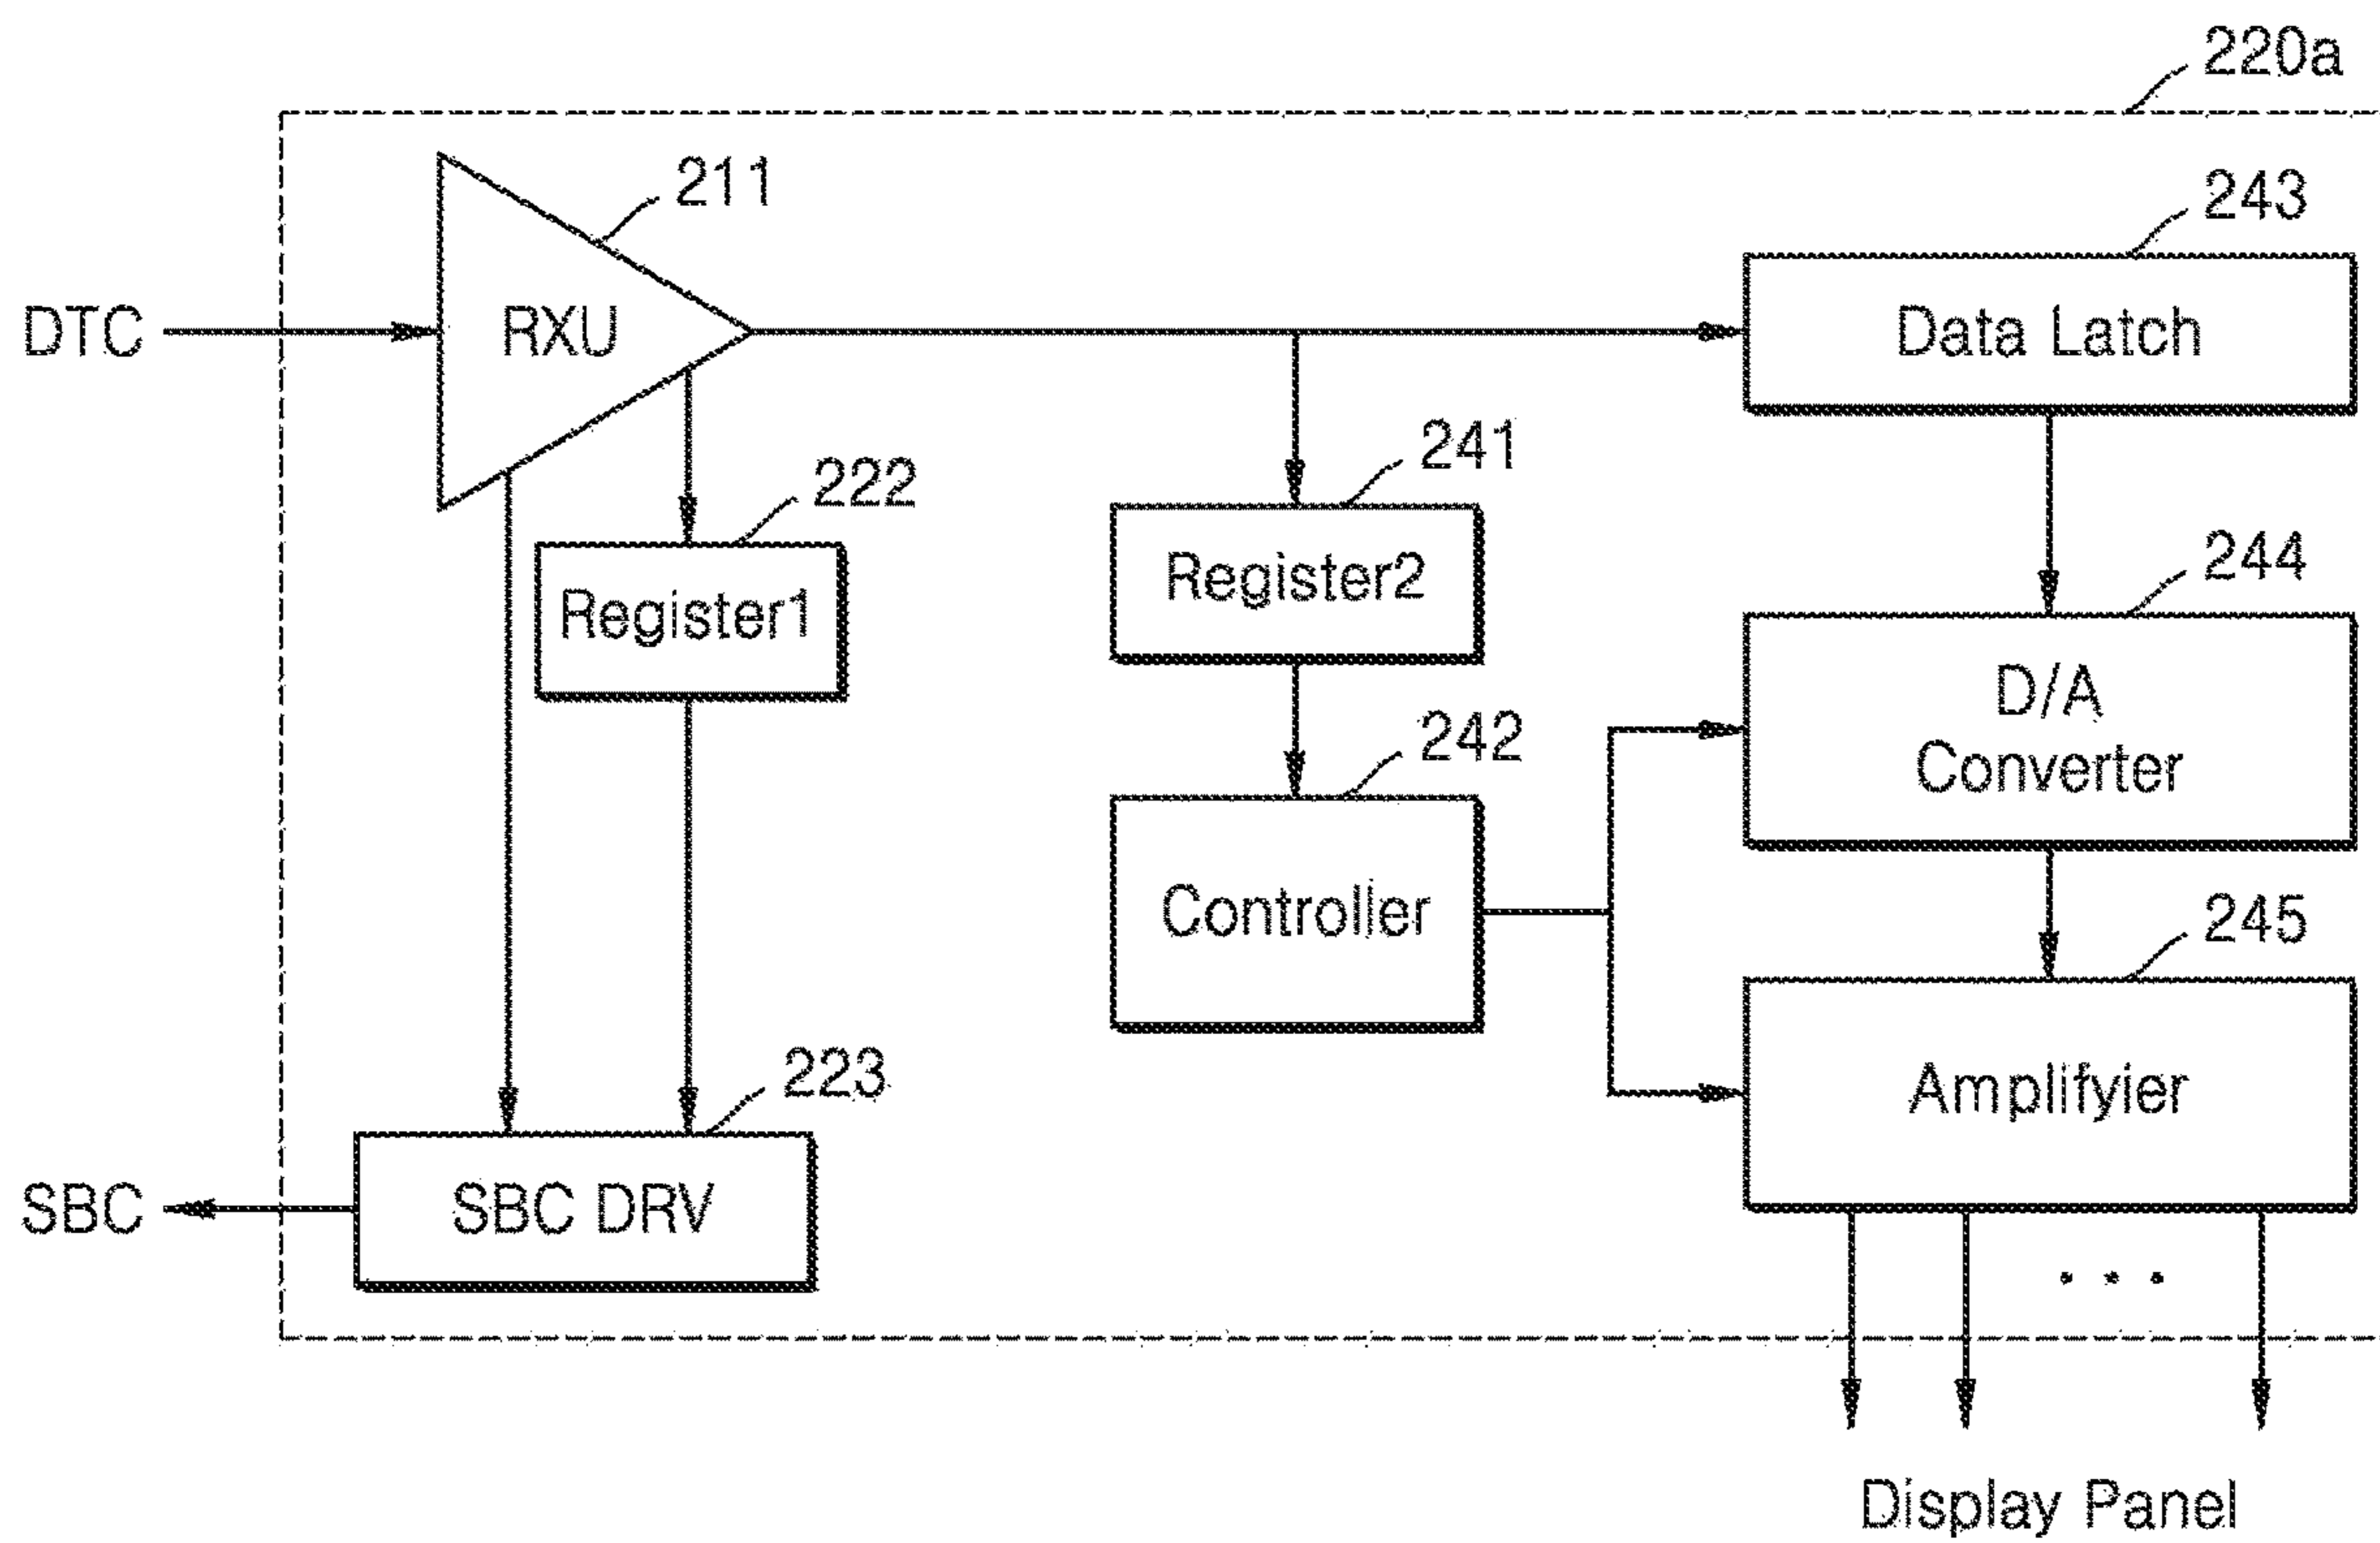 220a
211
243
DTC
RXU
Data Latch
222
241
Register1
Register2
244
D/A
Converter
242
Controller
245
Amplifyier
223
SBC
SBC DRV
. . .
Display Panel